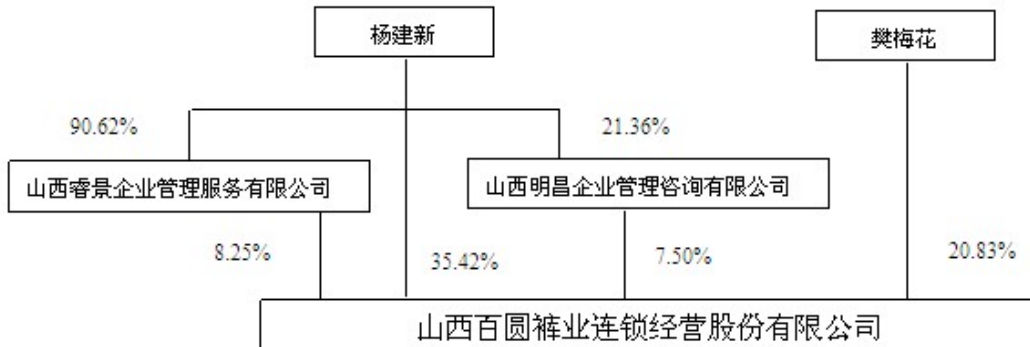 杨建新
樊梅花
90.62%
21.36%
山西睿景企业管理服务有限公司
山西明昌企业管理咨询有限公司
8.25%
35.42%
7.50%
20.83%
山西百圆裤业连锁经营股份有限公司